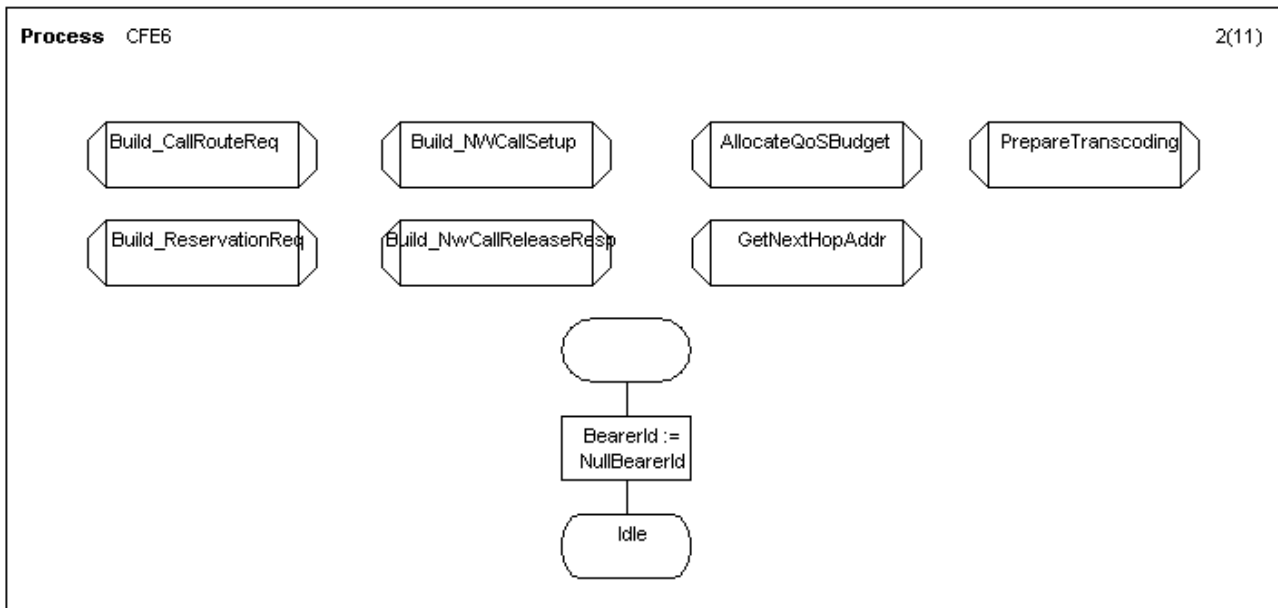 Process CFE6 2(11)
Build_CallRouteReq Build_NWCallSetup AllocateQoSBudget PrepareTranscoding
Build_ReservationReq Build_NwCallReleaseResp GetNextHopAddr
BearerId :=
NullBearerId
Idle